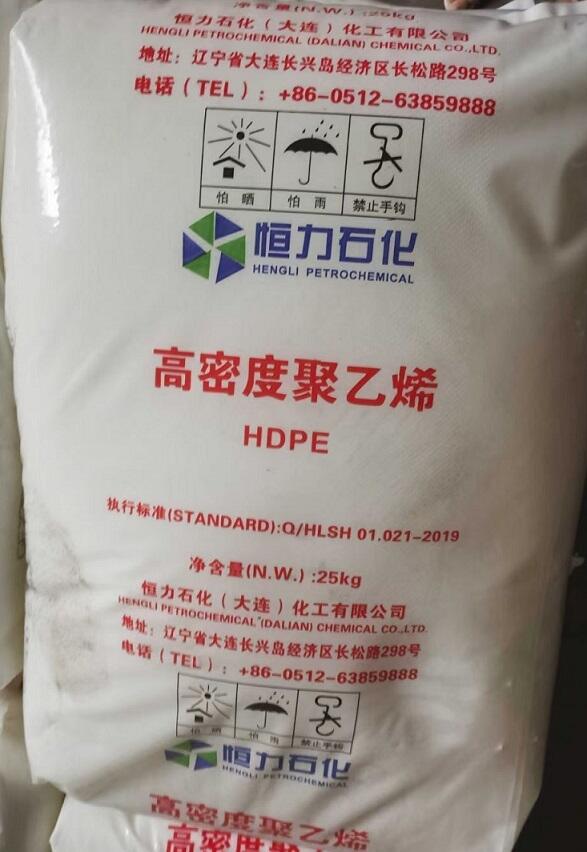 净含量(N.W.):25kg
恒力石化（大连）化工有限公司
HENGLI PETROCHEMICAL (DALIAN) CHEMICAL CO.,LTD.
地址：辽宁省大连长兴岛经济区长松路298号
电话（TEL）：+86-0512-63859888
怕晒 怕雨 禁止手钩
恒力石化
HENGLI PETROCHEMICAL
高密度聚乙烯
HDPE
执行标准(STANDARD):Q/HLSH 01.021-2019
净含量(N.W.):25kg
恒力石化（大连）化工有限公司
HENGLI PETROCHEMICAL (DALIAN) CHEMICAL CO.,LTD.
地址：辽宁省大连长兴岛经济区长松路298号
电话（TEL）：+86-0512-63859888
怕晒 怕雨 禁止手钩
恒力石化
HENGLI PETROCHEMICAL
高密度聚乙烯
高密度聚乙烯